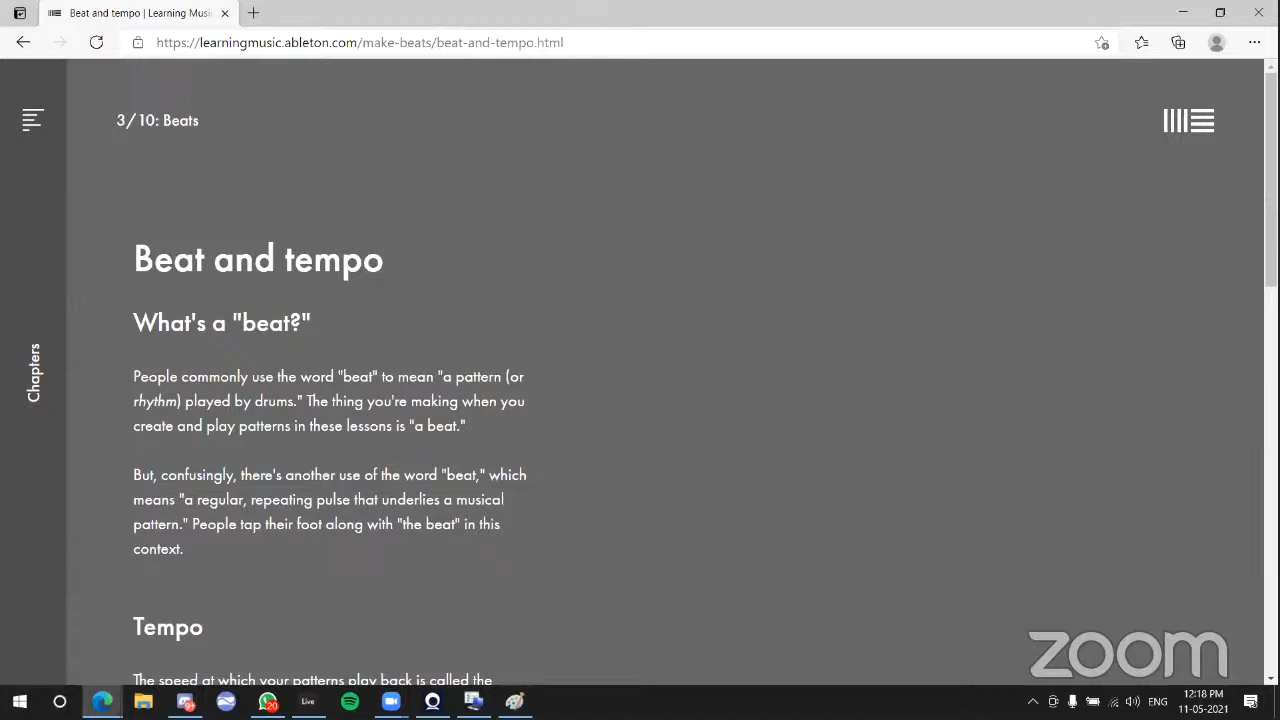 Beat and tempo | Learning Musi
https://learningmusic.ableton.com/make-beats/beat-and-tempo.html
3/10: Beats
Chapters
Beat and tempo
What's a "beat?"
People commonly use the word "beat" to mean "a pattern (or
rhythm) played by drums." The thing you're making when you
create and play patterns in these lessons is "a beat."
But, confusingly, there's another use of the word "beat," which
means "a regular, repeating pulse that underlies a musical
pattern." People tap their foot along with "the beat" in this
context.
Tempo
The speed at which your patterns play back is called the
zoom
9+
20
Live
ENG
12:18 PM
11-05-2021